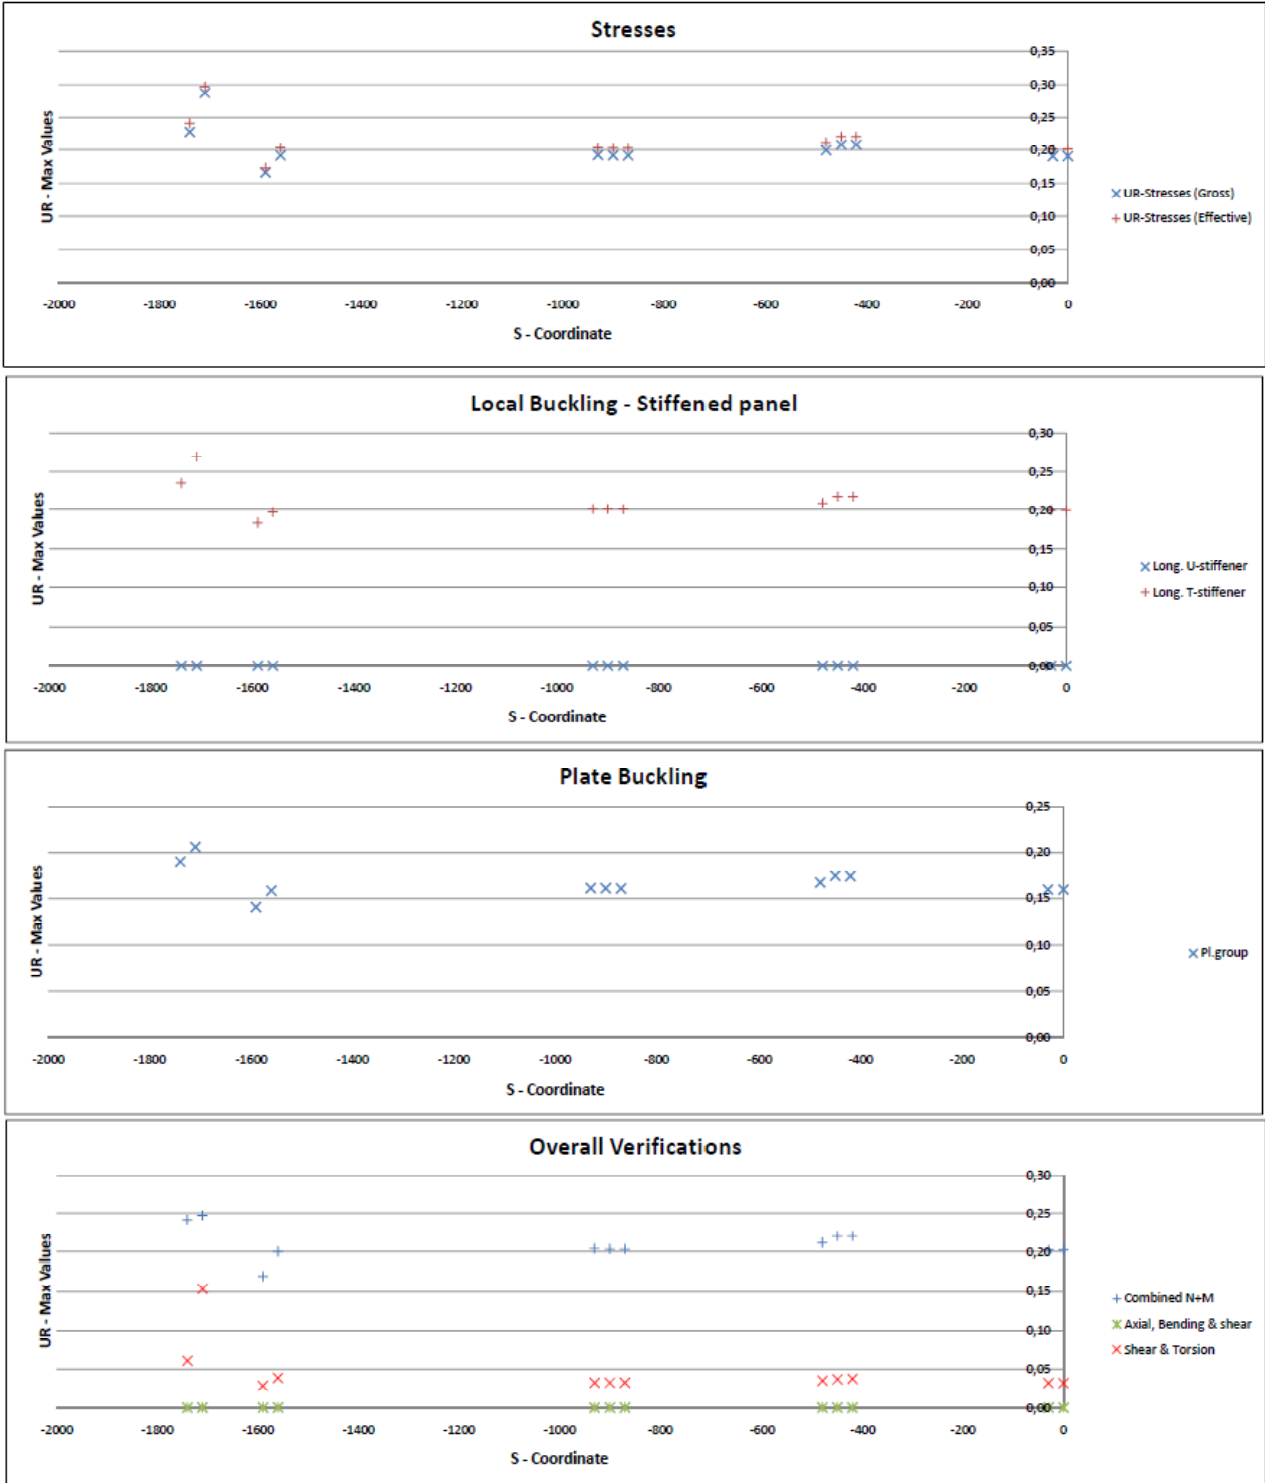 Stresses
0,35
0,30
0,25
0,20
0,15
0,10
0,05
0,00
UR - Max Values
UR-Stresses (Gross)
UR-Stresses (Effective)
-2000 -1800 -1600 -1400 -1200 -1000 -800 -600 -400 -200 0
S - Coordinate
Local Buckling - Stiffened panel
0,30
0,25
0,20
0,15
0,10
0,05
0,00
UR - Max Values
Long. U-stiffener
Long. T-stiffener
-2000 -1800 -1600 -1400 -1200 -1000 -800 -600 -400 -200 0
S - Coordinate
Plate Buckling
0,25
0,20
0,15
0,10
0,05
0,00
UR - Max Values
Pl.group
-2000 -1800 -1600 -1400 -1200 -1000 -800 -600 -400 -200 0
S - Coordinate
Overall Verifications
0,30
0,25
0,20
0,15
0,10
0,05
0,00
UR - Max Values
Combined N+M
Axial, Bending & shear
Shear & Torsion
-2000 -1800 -1600 -1400 -1200 -1000 -800 -600 -400 -200 0
S - Coordinate